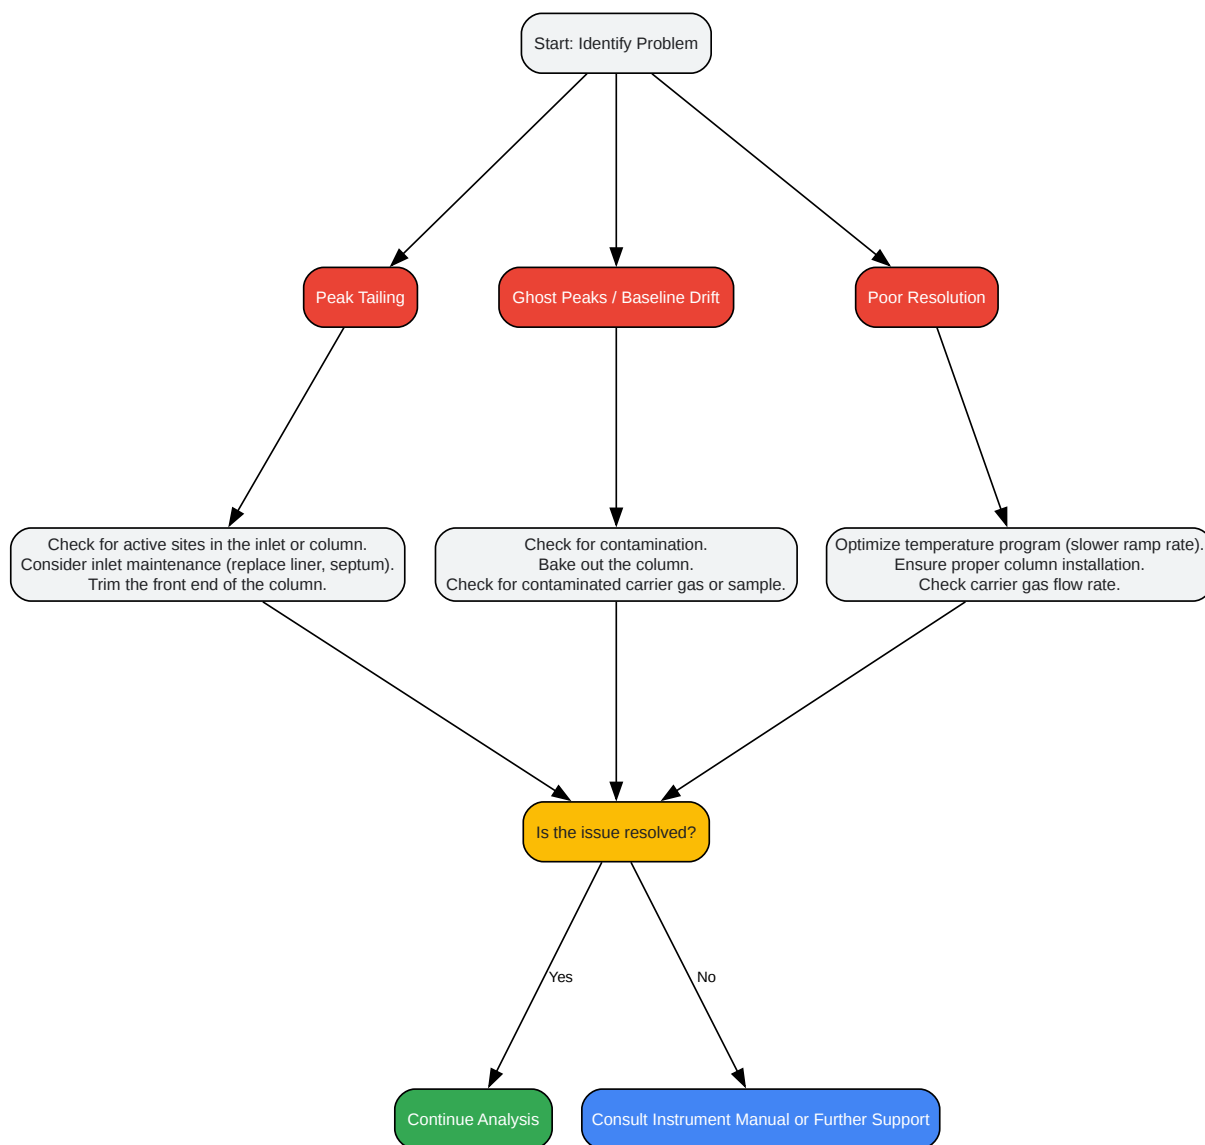 Start: Identify Problem
Peak Tailing
Ghost Peaks / Baseline Drift
Poor Resolution
Check for active sites in the inlet or column.
Consider inlet maintenance (replace liner, septum).
Trim the front end of the column.
Check for contamination.
Bake out the column.
Check for contaminated carrier gas or sample.
Optimize temperature program (slower ramp rate).
Ensure proper column installation.
Check carrier gas flow rate.
Is the issue resolved?
Yes
No
Continue Analysis
Consult Instrument Manual or Further Support